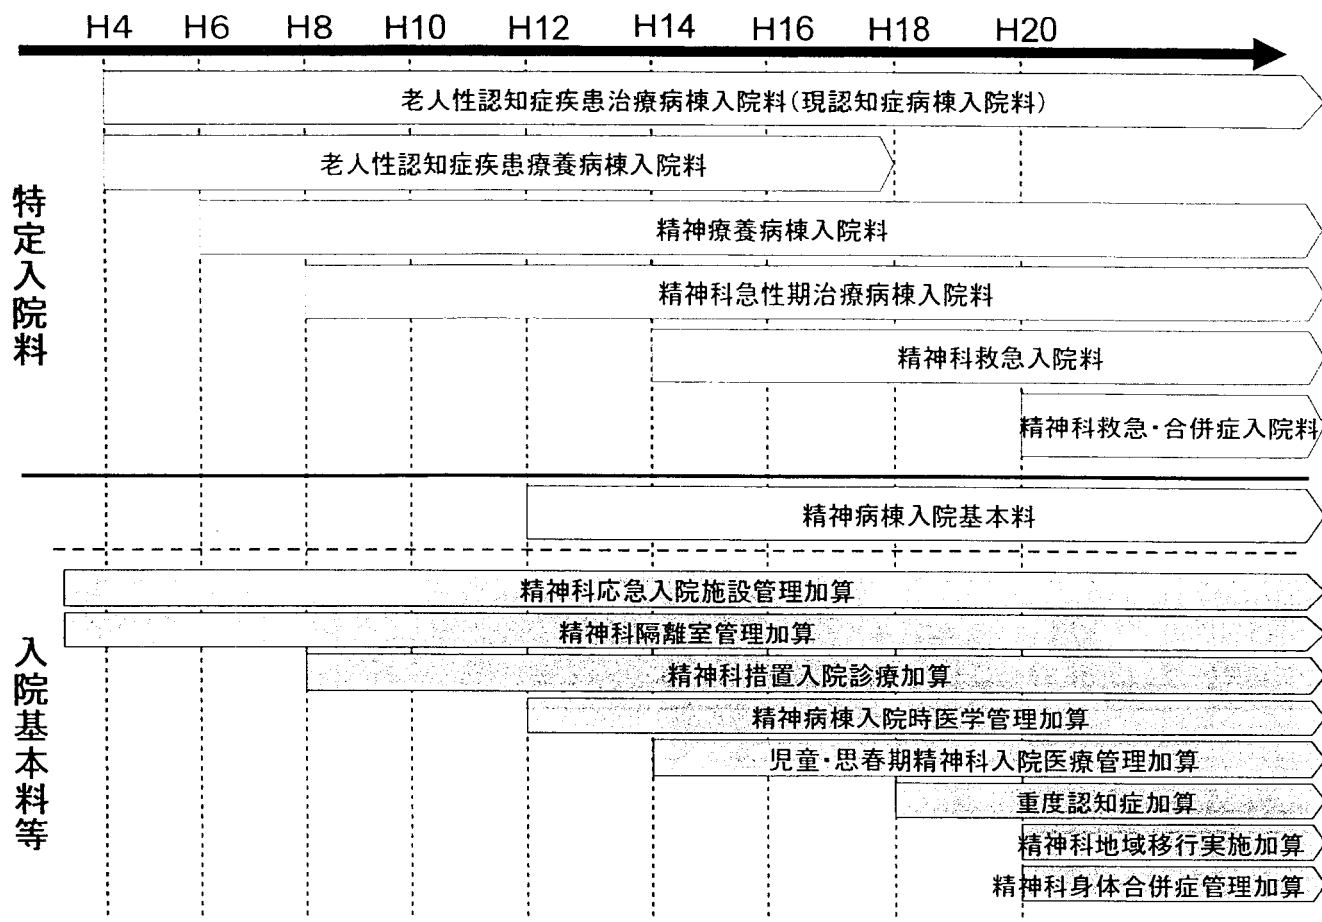 H4 H6 H8 H10 H12 H14 H16 H18 H20
特定入院料
老人性認知症疾患治療病棟入院料(現認知症病棟入院料)
老人性認知症疾患療養病棟入院料
精神療養病棟入院料
精神科急性期治療病棟入院料
精神科救急入院料
精神科救急・合併症入院料
入院基本料等
精神病棟入院基本料
精神科応急入院施設管理加算
精神科隔離室管理加算
精神科措置入院診療加算
精神病棟入院時医学管理加算
児童・思春期精神科入院医療管理加算
重度認知症加算
精神科地域移行実施加算
精神科身体合併症管理加算